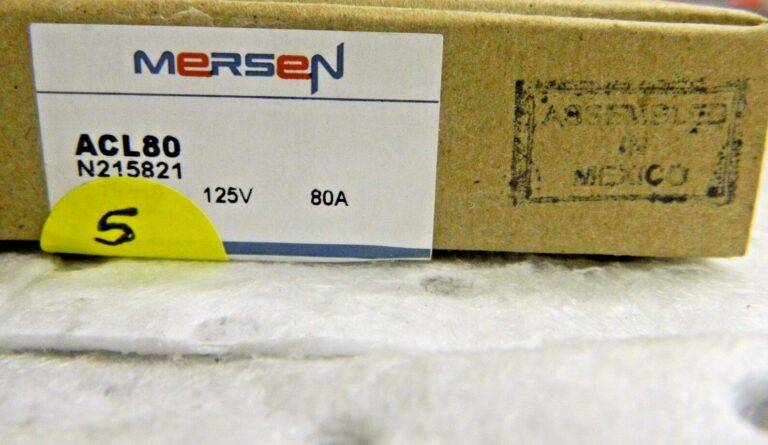 MERSEN
ACL80
N215821
125V 80A
5
ASSEMBLED
IN
MEXICO